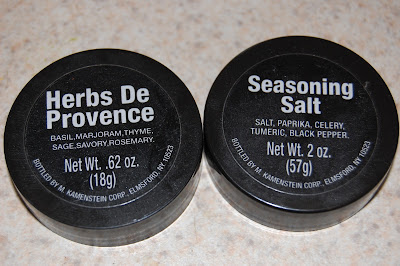 Herbs De
Provence
BASIL,MARJORAM,THYME,
SAGE,SAVORY,ROSEMARY.
Net Wt. .62 oz.
(18g)
BOTTLED BY M. KAMENSTEIN CORP. ELMSFORD, NY 10523
Seasoning
Salt
SALT, PAPRIKA, CELERY,
TUMERIC, BLACK PEPPER.
Net Wt. 2 oz.
(57g)
BOTTLED BY M. KAMENSTEIN CORP. ELMSFORD, NY 10523